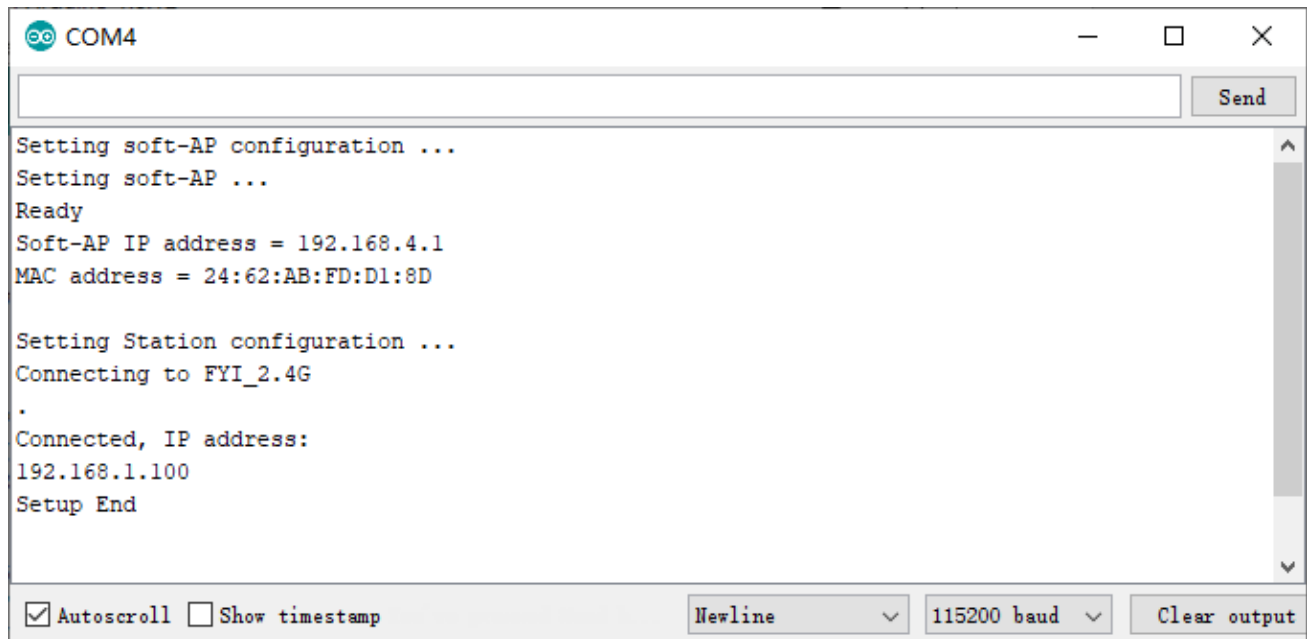 COM4
Send
Setting soft-AP configuration ...
Setting soft-AP ...
Ready
Soft-AP IP address = 192.168.4.1
MAC address = 24:62:AB:FD:D1:8D
Setting Station configuration ...
Connecting to FYI_2.4G
.
Connected, IP address:
192.168.1.100
Setup End
Autoscroll Show timestamp Newline 115200 baud Clear output